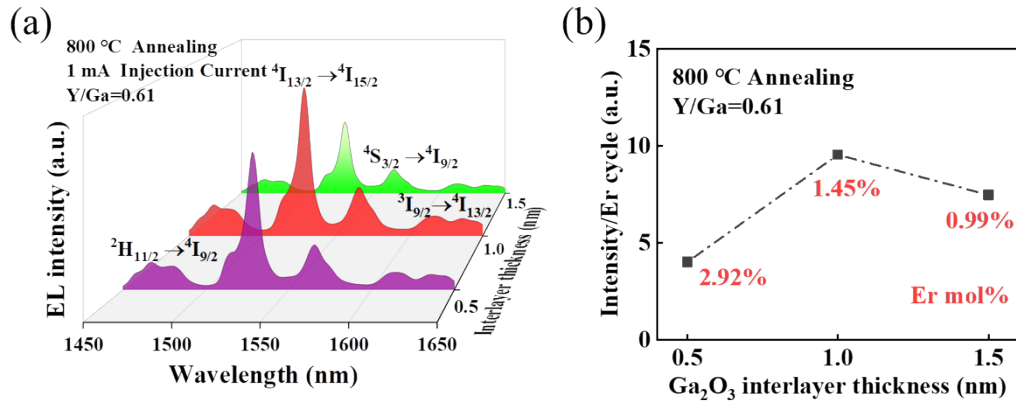 (a)
800 °C Annealing
1 mA Injection Current
Y/Ga=0.61
⁴I₁₃/₂→⁴I₁₅/₂
⁴S₃/₂→⁴I₉/₂
³I₉/₂→⁴I₁₃/₂
²H₁₁/₂→⁴I₉/₂
EL intensity (a.u.)
1.5
1.0
0.5
Interlayer thickness (nm)
1450 1500 1550 1600 1650
Wavelength (nm)
(b)
15
10
5
0
Intensity/Er cycle (a.u.)
800 °C Annealing
Y/Ga=0.61
1.45%
0.99%
2.92%
Er mol%
0.5 1.0 1.5
Ga₂O₃ interlayer thickness (nm)